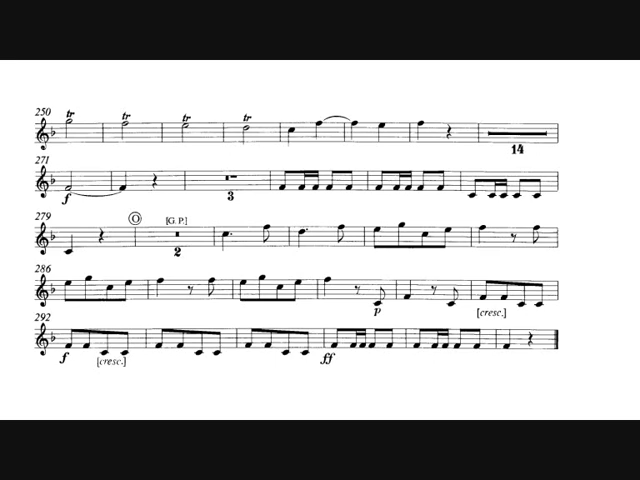 250 tr tr tr tr
14
271
f 3
279 O [G. P.]
2
286
p [cresc.]
292
f [cresc.] ff